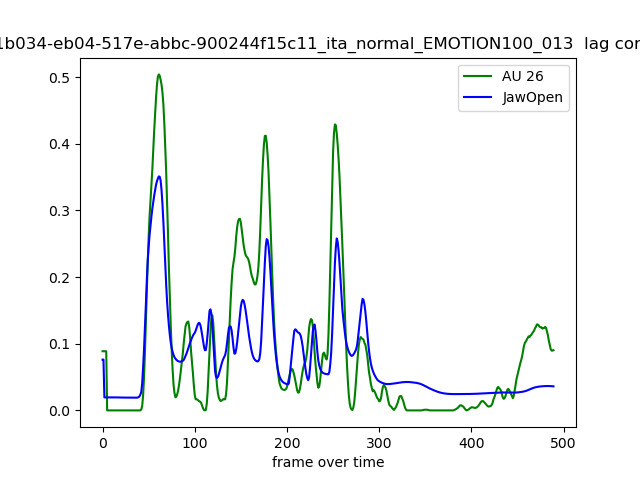 1b034-eb04-517e-abbc-900244f15c11_ita_normal_EMOTION100_013 lag cor
AU 26
JawOpen
0.5
0.4
0.3
0.2
0.1
0.0
0 100 200 300 400 500
frame over time